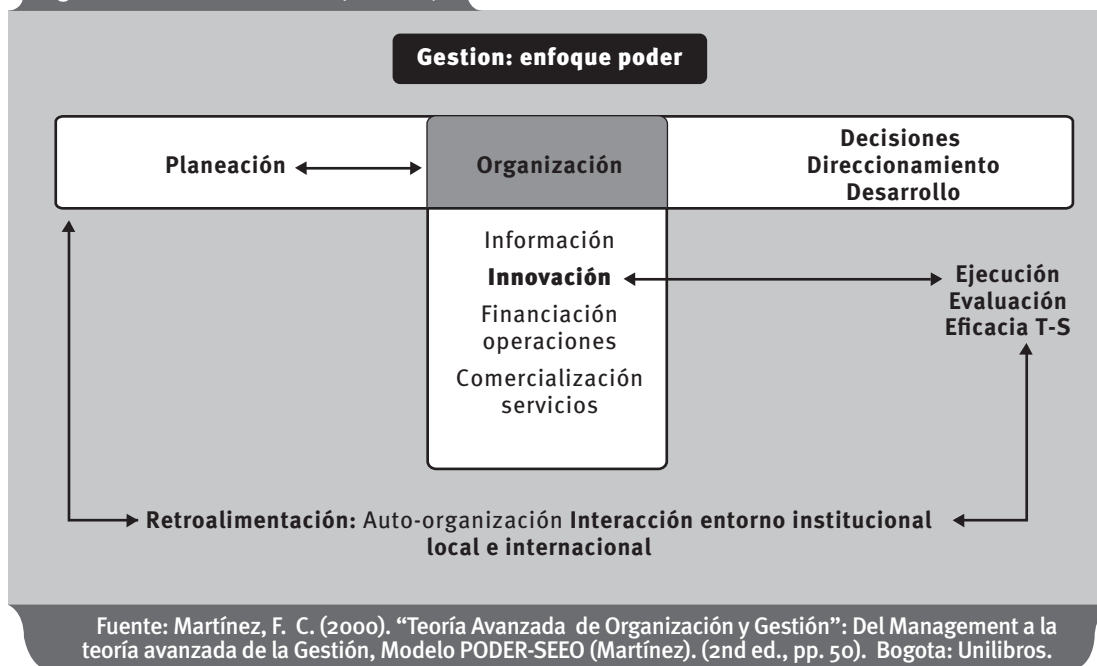 Gestion: enfoque poder
Planeación
Organización
Decisiones
Direccionamiento
Desarrollo
Información
Innovación
Financiación
operaciones
Comercialización
servicios
Ejecución
Evaluación
Eficacia T-S
Retroalimentación: Auto-organización Interacción entorno institucional
local e internacional
Fuente: Martínez, F. C. (2000). “Teoría Avanzada de Organización y Gestión”: Del Management a la
teoría avanzada de la Gestión, Modelo PODER-SEEO (Martínez). (2nd ed., pp. 50). Bogota: Unilibros.